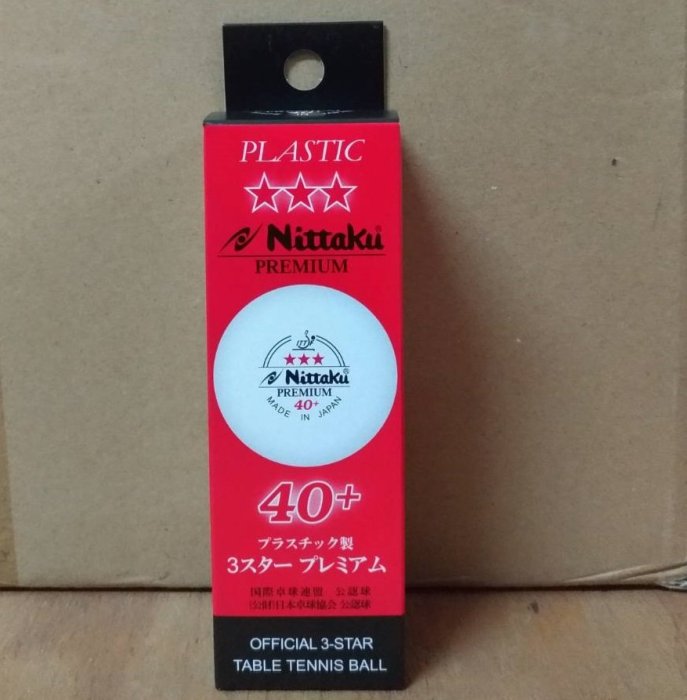 PLASTIC
Nittaku
PREMIUM
ITTF
Nittaku
PREMIUM
40+
MADE IN JAPAN
40+
プラスチック製
3スター プレミアム
国際卓球連盟 公認球
(公財)日本卓球協会 公認球
OFFICIAL 3-STAR
TABLE TENNIS BALL